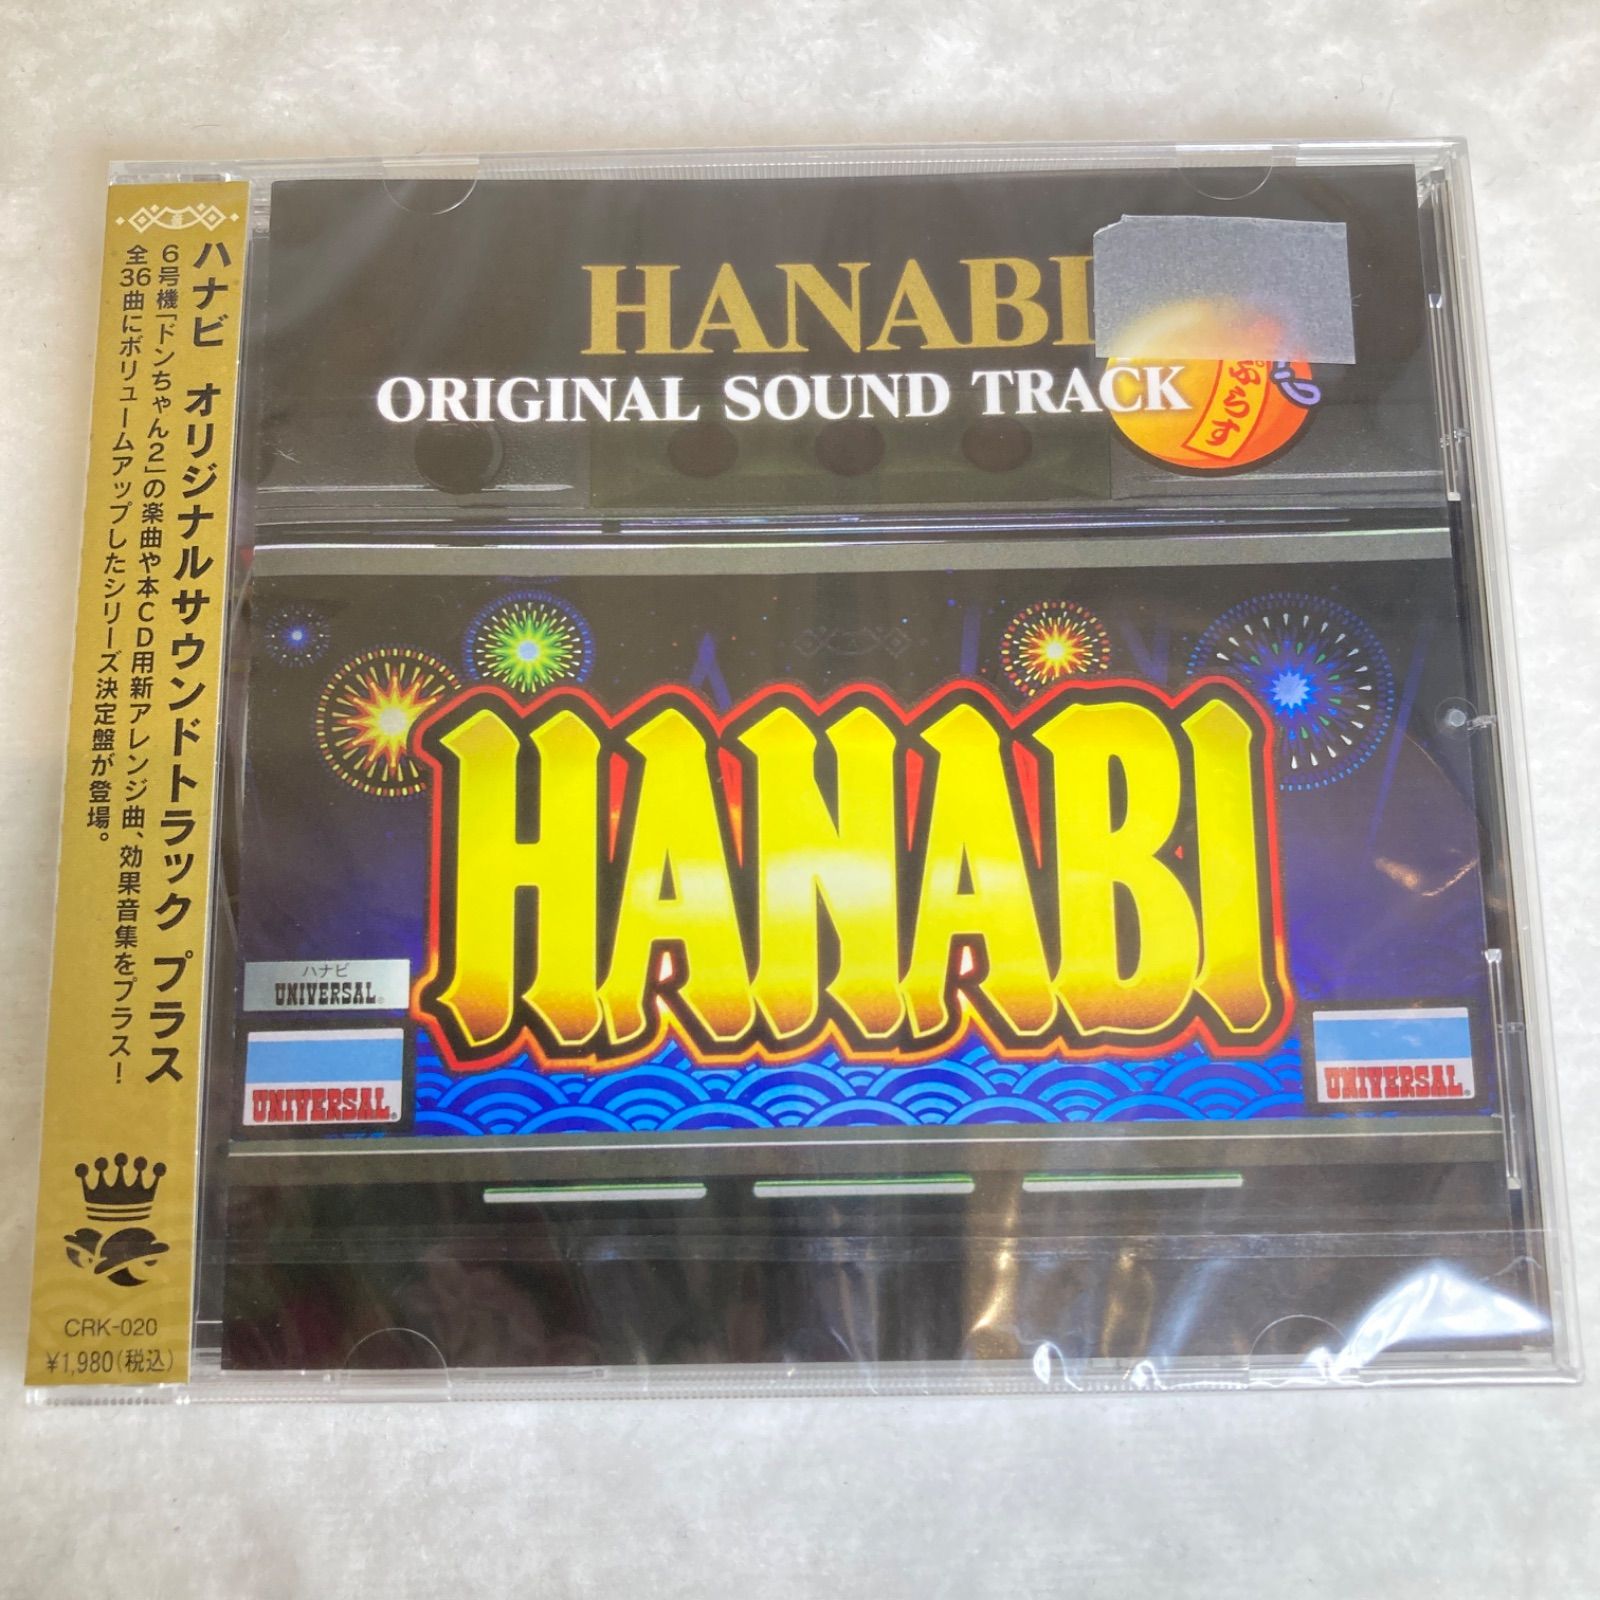 ハナビ オリジナルサウンドトラック プラス
6号機「ドンちゃん2」の楽曲や本CD用新アレンジ曲、効果音集をプラス!
全36曲にボリュームアップしたシリーズ決定盤が登場。
CRK-020
¥1,980(税込)
HANABI
ORIGINAL SOUND TRACK
ぷらす
HANABI
ハナビ
UNIVERSAL
UNIVERSAL
UNIVERSAL